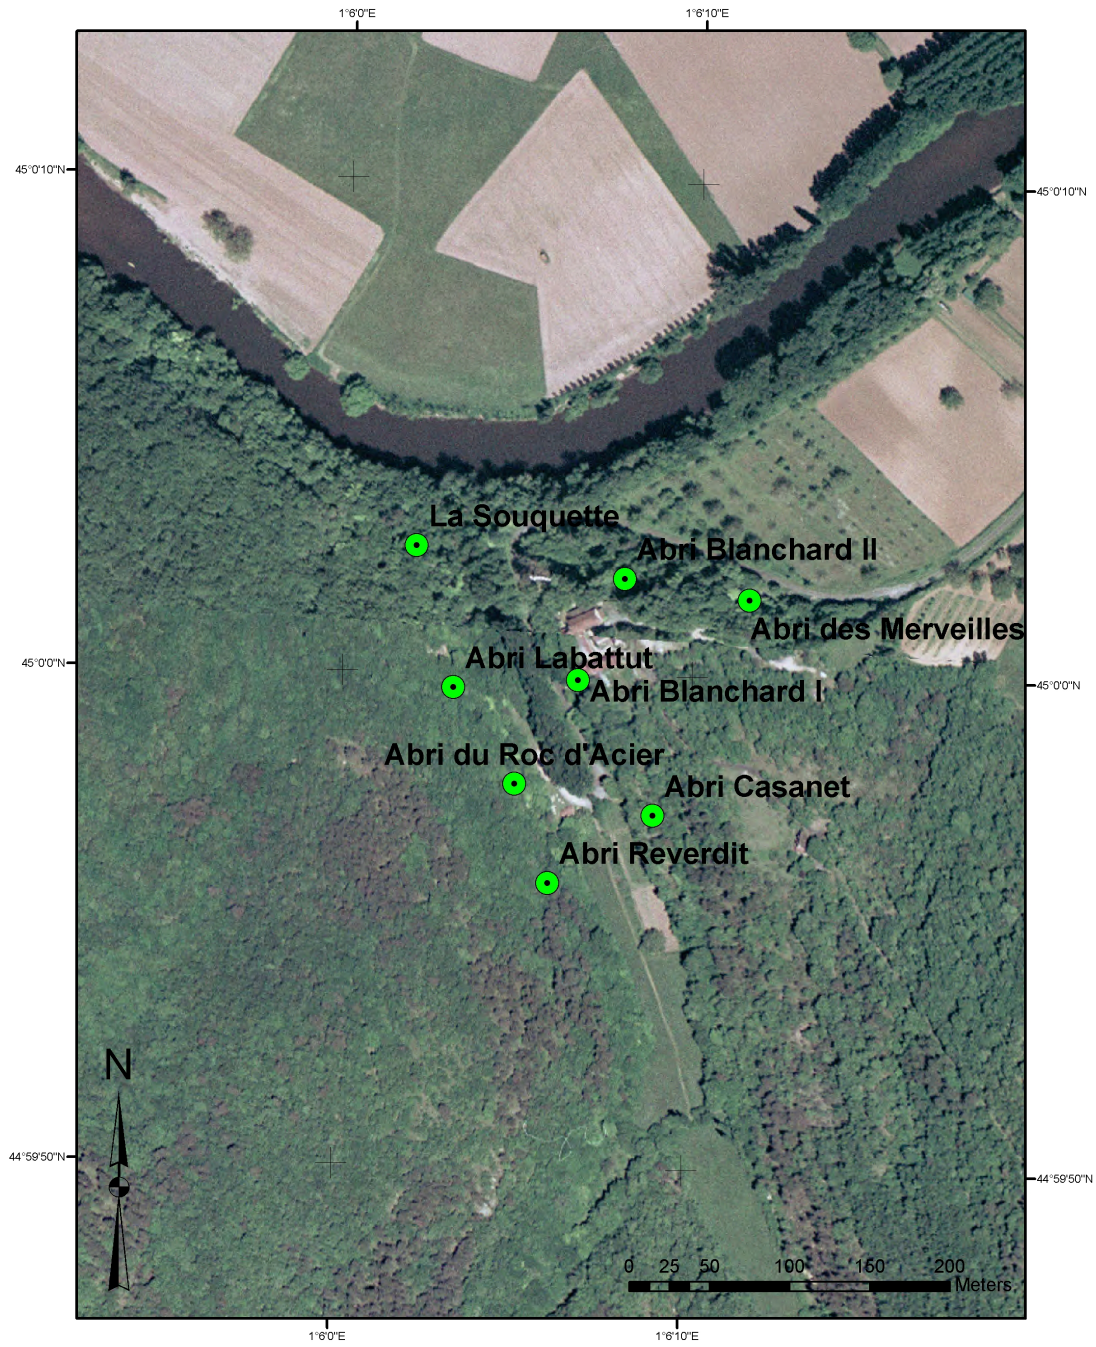 1°6'0"E
1°6'10"E
45°0'10"N
45°0'10"N
La Souquette
Abri Blanchard II
Abri des Merveilles
Abri Labattut
45°0'0"N
45°0'0"N
Abri Blanchard I
Abri du Roc d'Acier
Abri Casanet
Abri Reverdit
N
44°59'50"N
44°59'50"N
0 25 50 100 150 200
Meters
1°6'0"E
1°6'10"E